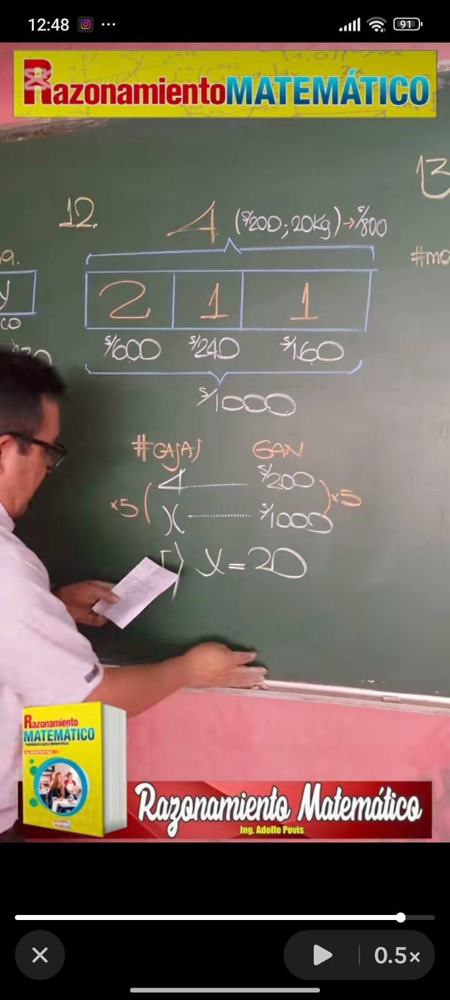 12:48
91
RazonamientoMATEMÁTICO
13
12.
4 (S/200; 20Kg) → S/800
9.
#mo
y
2 1 1
CO
S/600 S/240 S/160
S/1000
#CAJAS GAN
4 S/200
×5 ×5
X S/1000
X = 20
Razonamiento
MATEMÁTICO
Razonamiento Matemático
Ing. Adolfo Povis
0.5×